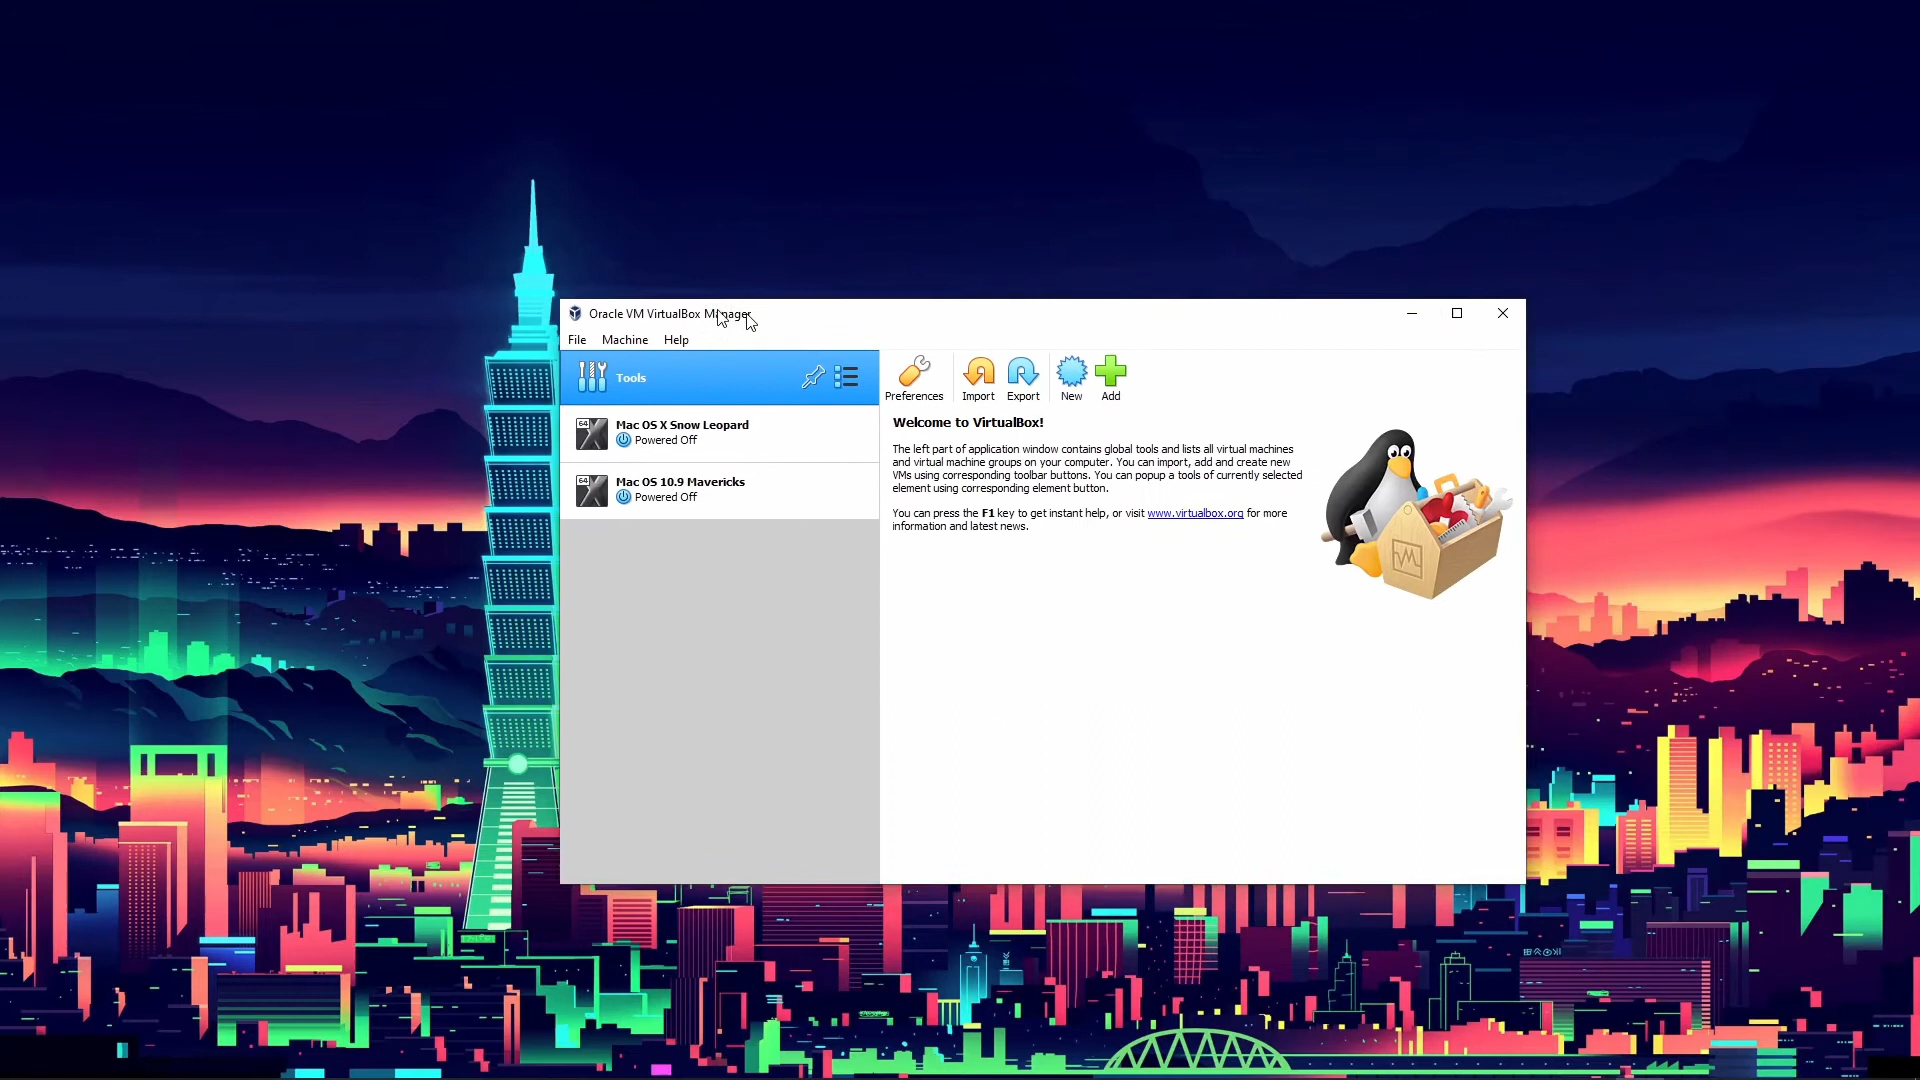 Oracle VM VirtualBox Manager
File Machine Help
Tools
Preferences Import Export New Add
64 Mac OS X Snow Leopard
Powered Off
64 Mac OS 10.9 Mavericks
Powered Off
Welcome to VirtualBox!
The left part of application window contains global tools and lists all virtual machines
and virtual machine groups on your computer. You can import, add and create new
VMs using corresponding toolbar buttons. You can popup a tools of currently selected
element using corresponding element button.
You can press the F1 key to get instant help, or visit www.virtualbox.org for more
information and latest news.